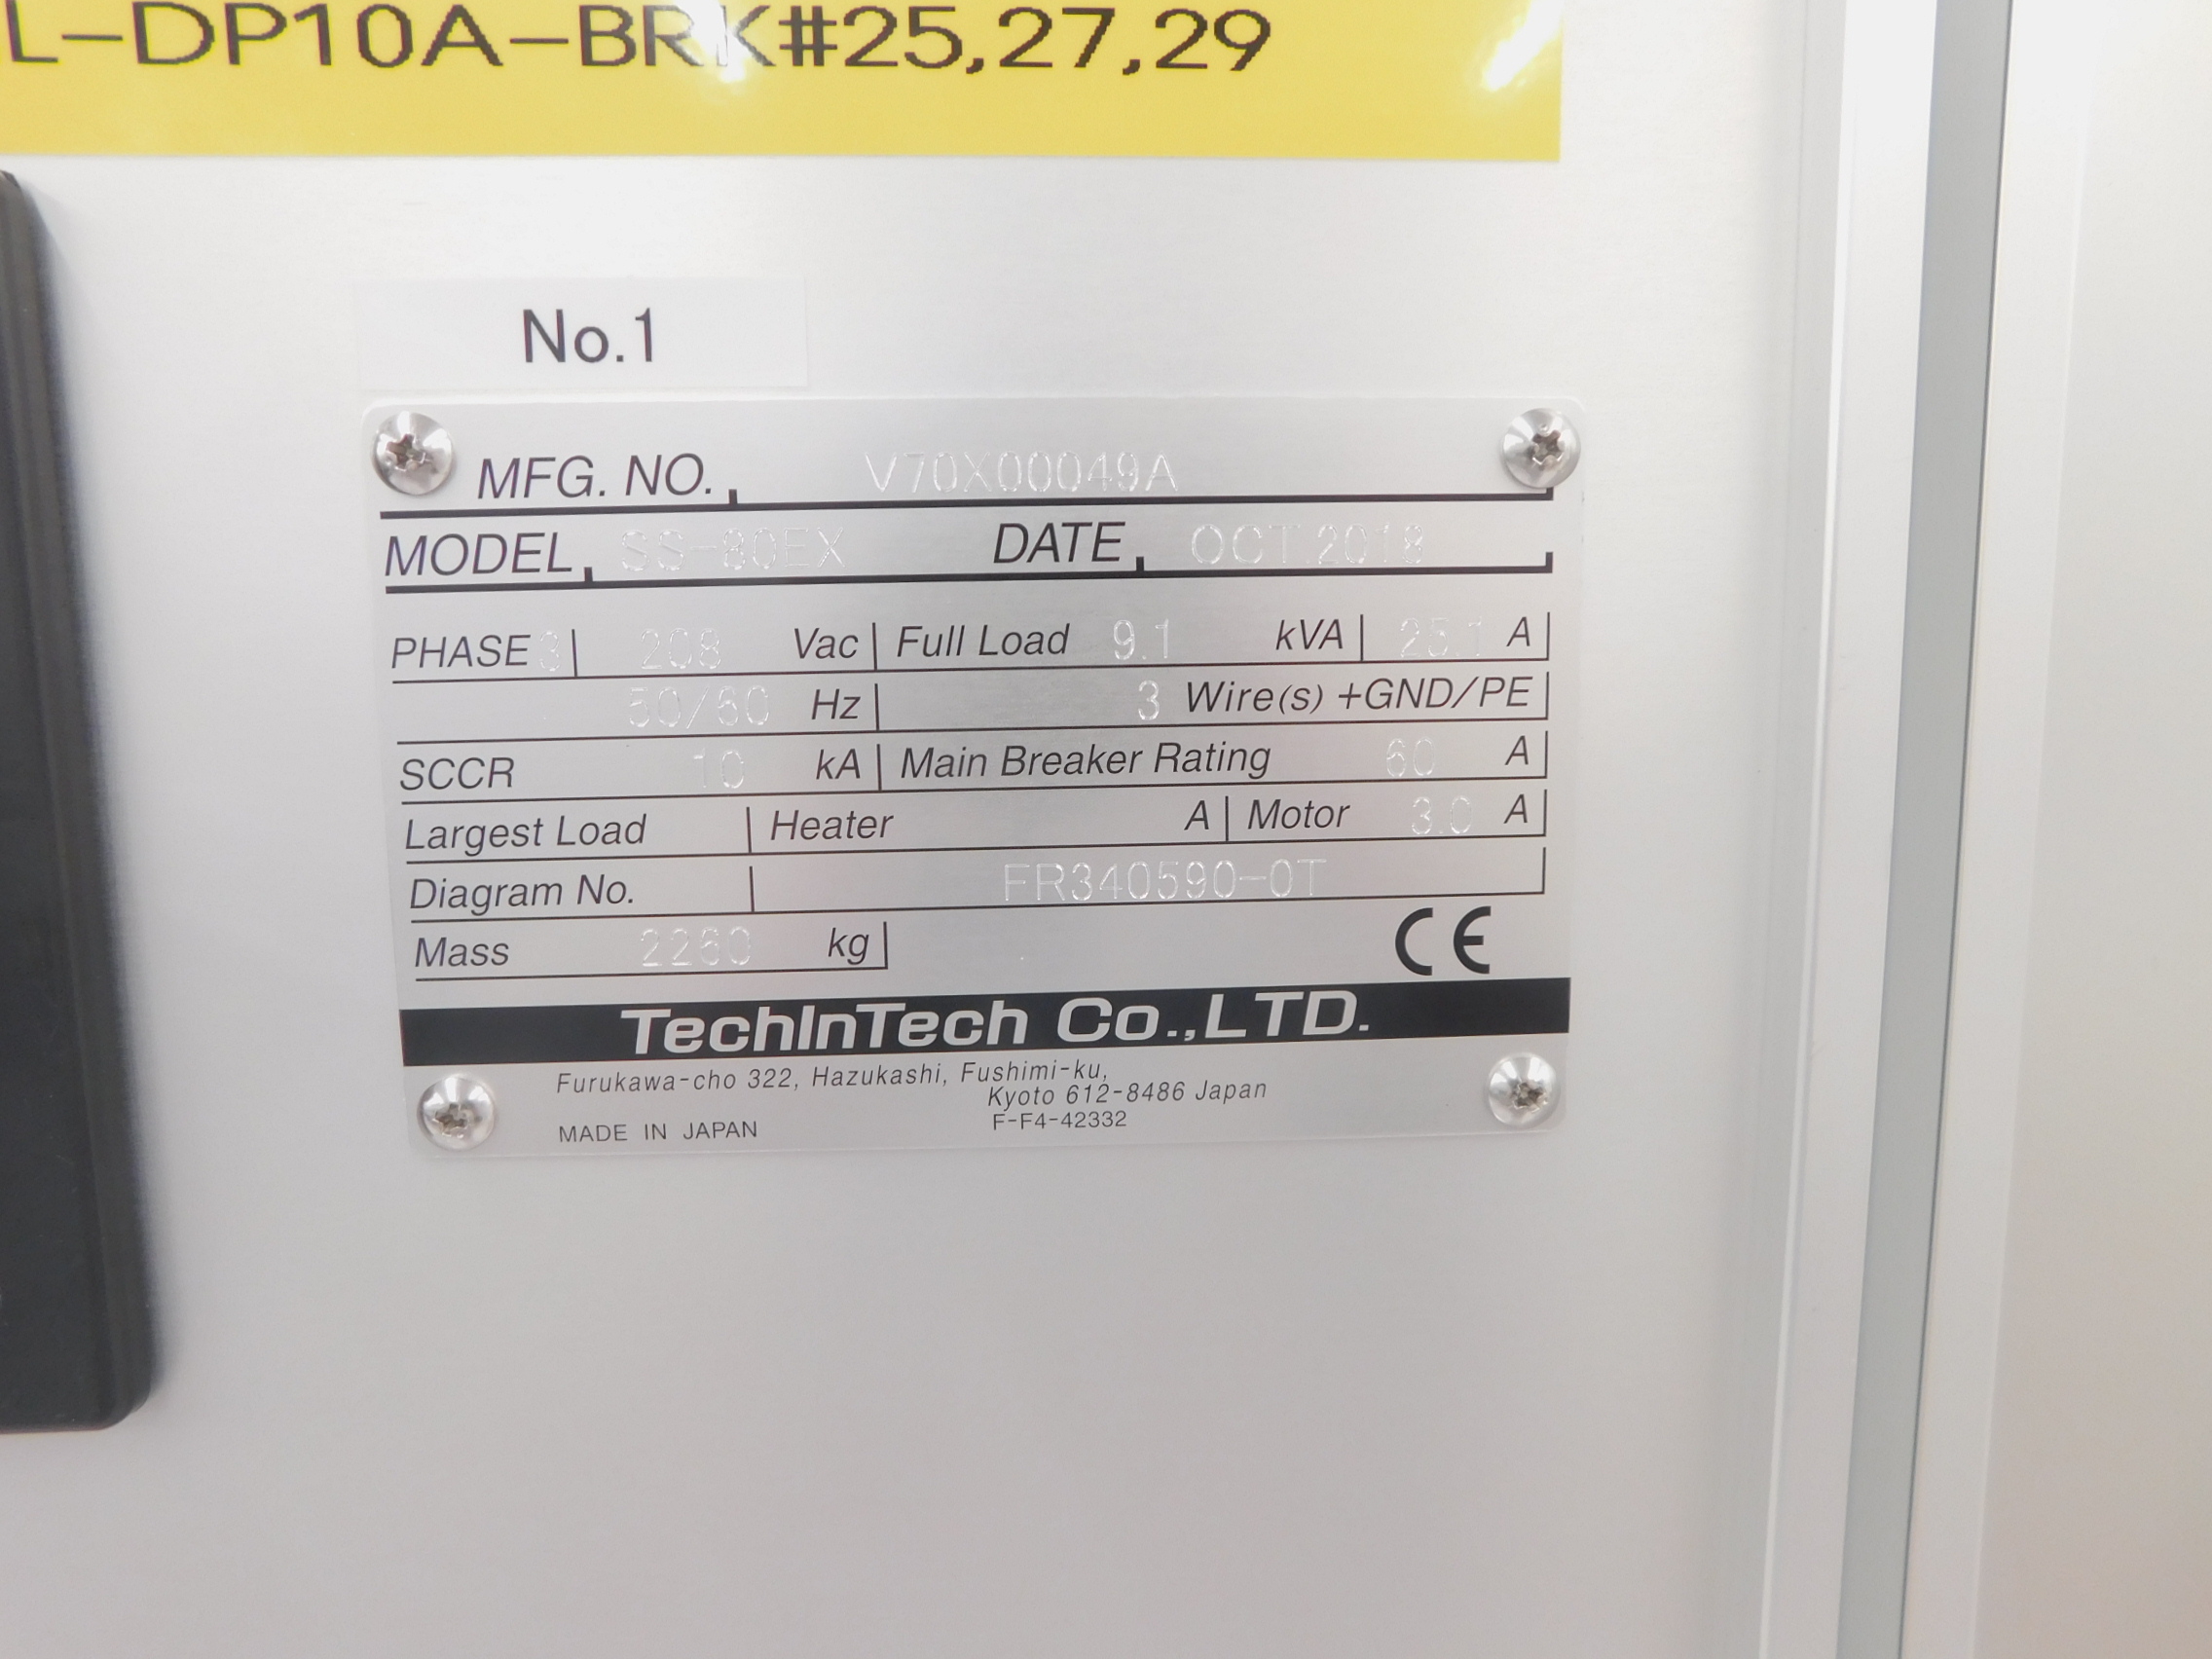 L-DP10A-BRK#25,27,29
No.1
MFG. NO. V70X00049A
MODEL SS-80EX DATE OCT.2018
PHASE 3 208 Vac Full Load 9.1 kVA 25.1 A
50/60 Hz 3 Wire(s) +GND/PE
SCCR 10 kA Main Breaker Rating 60 A
Largest Load Heater A Motor 3.0 A
Diagram No. FR340590-0T
Mass 2260 kg CE
TechInTech Co.,LTD.
Furukawa-cho 322, Hazukashi, Fushimi-ku,
Kyoto 612-8486 Japan
MADE IN JAPAN F-F4-42332